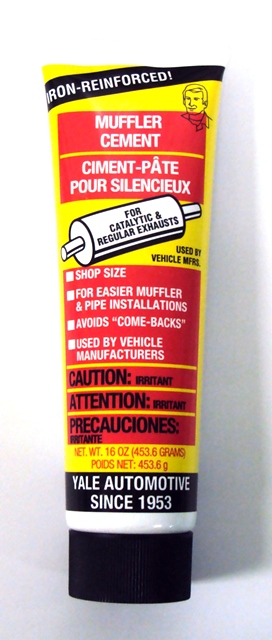 IRON-REINFORCED!
MUFFLER
CEMENT
CIMENT-PÂTE
POUR SILENCIEUX
FOR
CATALYTIC &
REGULAR EXHAUSTS
USED BY
VEHICLE MFRS.
SHOP SIZE
FOR EASIER MUFFLER
& PIPE INSTALLATIONS
AVOIDS "COME-BACKS"
USED BY VEHICLE
MANUFACTURERS
CAUTION: IRRITANT
ATTENTION: IRRITANT
PRECAUCIONES:
IRRITANTE
NET. WT. 16 OZ (453.6 GRAMS)
POIDS NET: 453.6 g
YALE AUTOMOTIVE
SINCE 1953